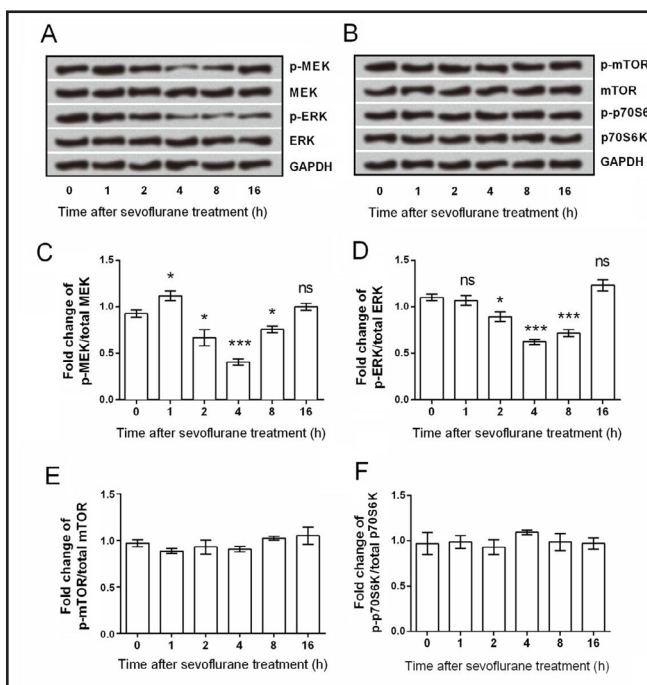 A
p-MEK
MEK
p-ERK
ERK
GAPDH
0 1 2 4 8 16
Time after sevoflurane treatment (h)
B
p-mTOR
mTOR
p-p70S6
p70S6K
GAPDH
0 1 2 4 8 16
Time after sevoflurane treatment (h)
C
Fold change of
p-MEK/total MEK
1.5
1.0
0.5
0.0
* * *** * ns
0 1 2 4 8 16
Time after sevoflurane treatment (h)
D
Fold change of
p-ERK/total ERK
1.5
1.0
0.5
0.0
ns * *** *** ns
0 1 2 4 8 16
Time after sevoflurane treatment (h)
E
Fold change of
p-mTOR/total mTOR
1.5
1.0
0.5
0.0
0 1 2 4 8 16
Time after sevoflurane treatment (h)
F
Fold change of
p-p70S6K/total p70S6K
1.5
1.0
0.5
0.0
0 1 2 4 8 16
Time after sevoflurane treatment (h)